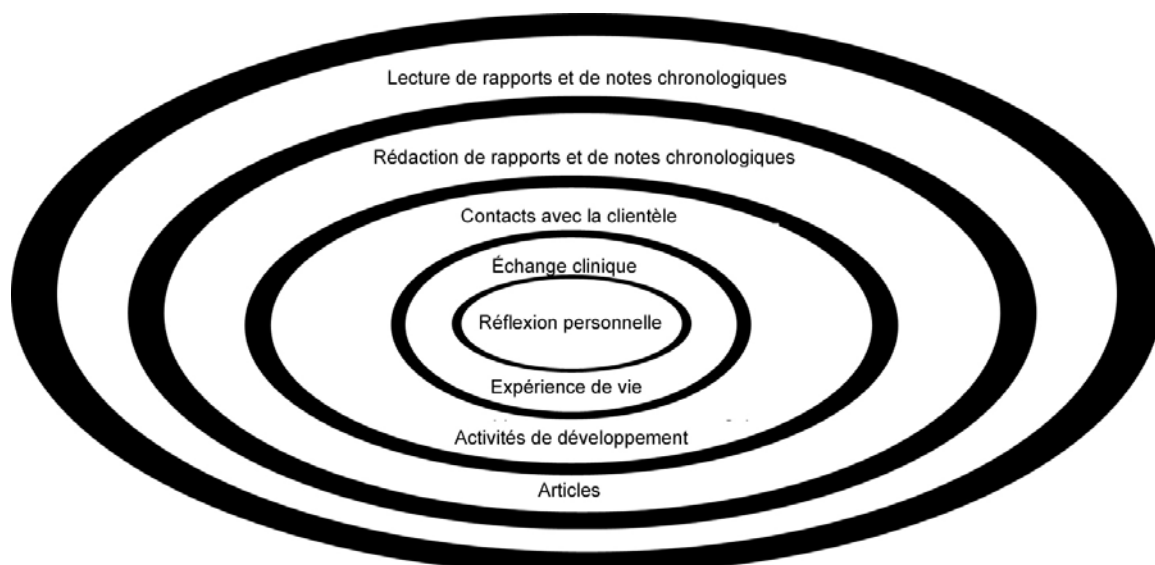 Lecture de rapports et de notes chronologiques
Rédaction de rapports et de notes chronologiques
Contacts avec la clientèle
Échange clinique
Réflexion personnelle
Expérience de vie
Activités de développement
Articles